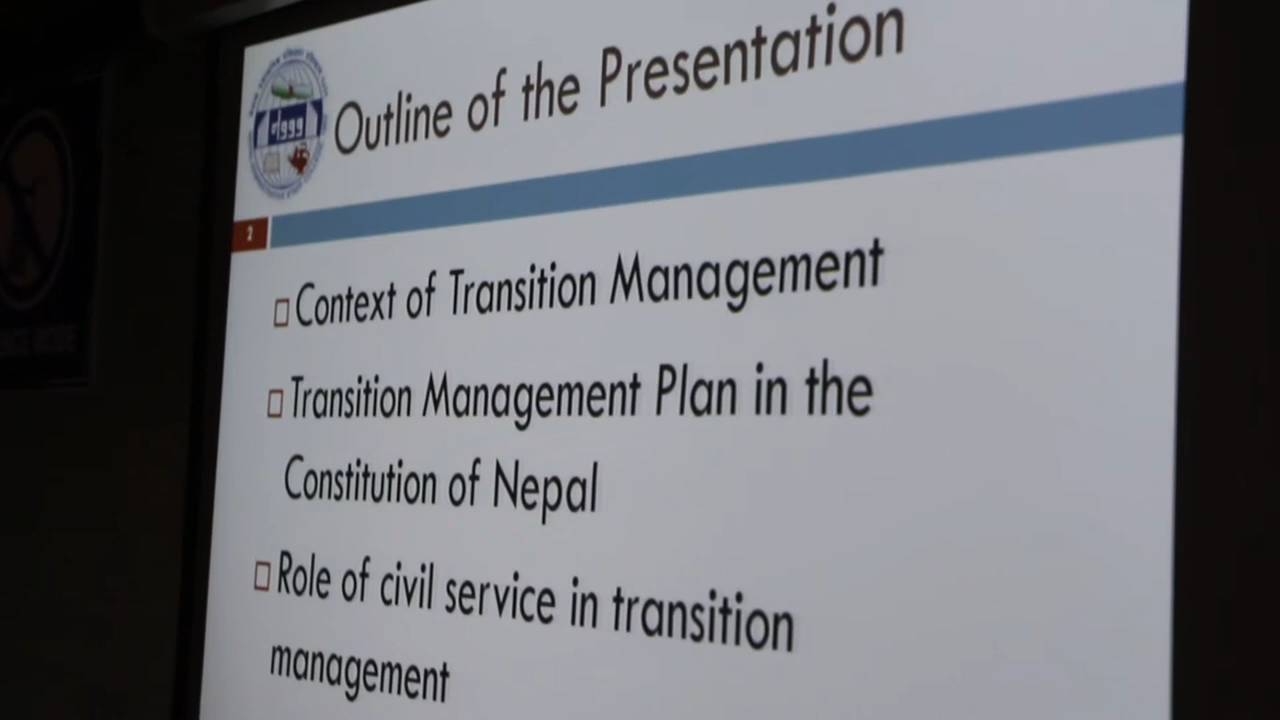 Outline of the Presentation
2
Context of Transition Management
Transition Management Plan in the
Constitution of Nepal
Role of civil service in transition
management